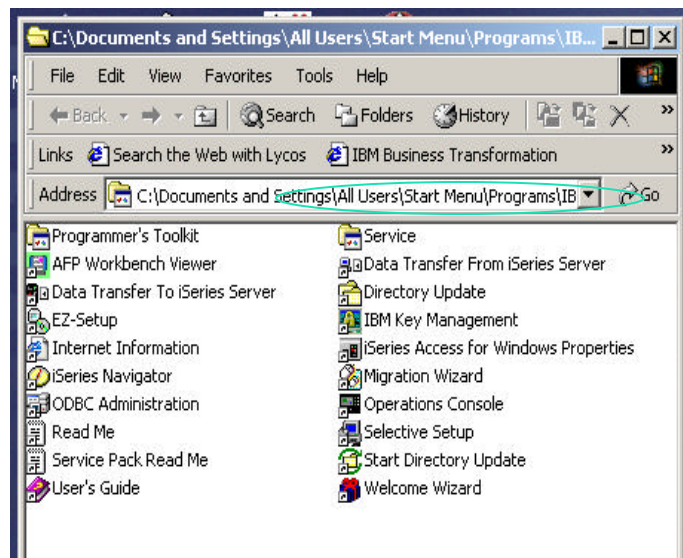 C:\Documents and Settings\All Users\Start Menu\Programs\IB...
File Edit View Favorites Tools Help
Back Search Folders History »
Links Search the Web with Lycos IBM Business Transformation »
Address C:\Documents and Settings\All Users\Start Menu\Programs\IB Go
Programmer's Toolkit
AFP Workbench Viewer
Data Transfer To iSeries Server
EZ-Setup
Internet Information
iSeries Navigator
ODBC Administration
Read Me
Service Pack Read Me
User's Guide
Service
Data Transfer From iSeries Server
Directory Update
IBM Key Management
iSeries Access for Windows Properties
Migration Wizard
Operations Console
Selective Setup
Start Directory Update
Welcome Wizard